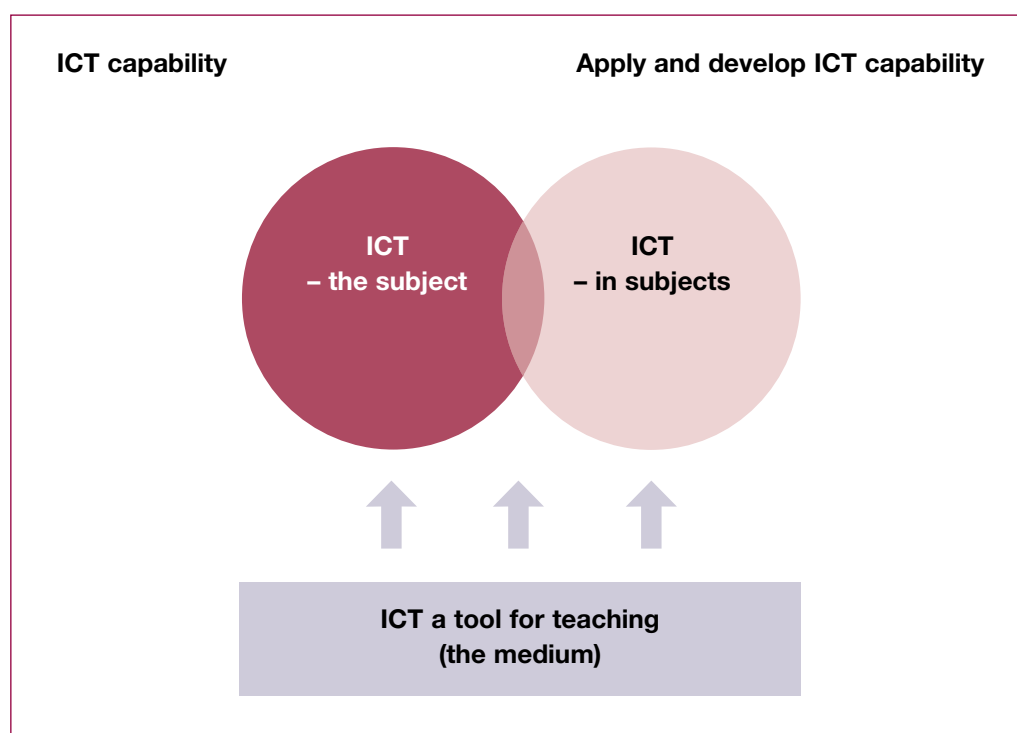 ICT capability
Apply and develop ICT capability
ICT
– the subject
ICT
– in subjects
ICT a tool for teaching
(the medium)